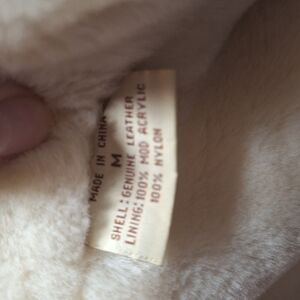 MADE IN CHINA
M
SHELL: GENUINE LEATHER
LINING: 100% MOD ACRYLIC
100% NYLON